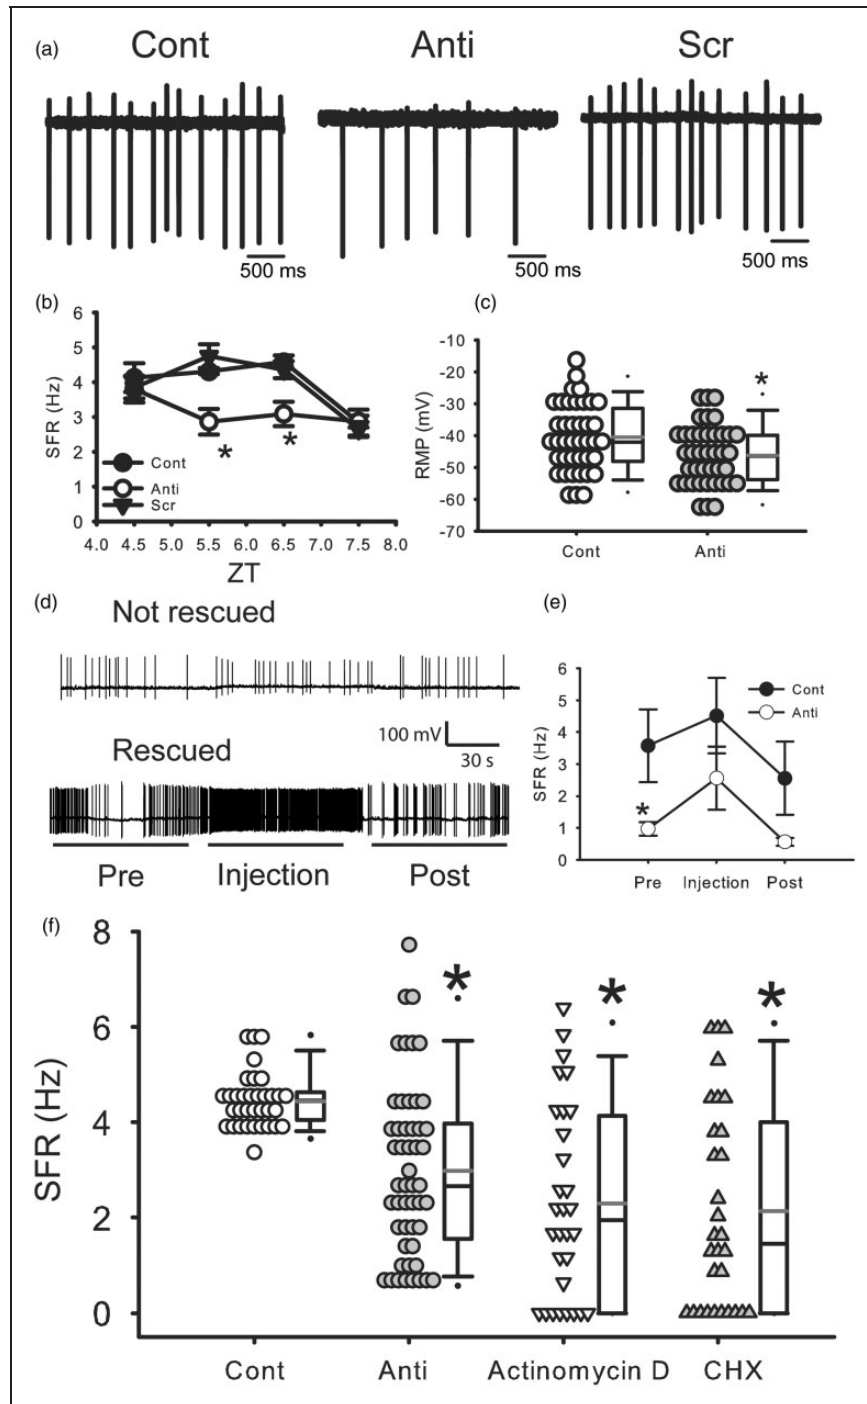 (a) Cont Anti Scr
500 ms 500 ms 500 ms
(b)
SFR (Hz)
6
5
4
3
2
1
0
* *
Cont
Anti
Scr
4.0 4.5 5.5 6.5 6.0 7.0 7.5 8.0
ZT
(c)
RMP (mV)
-10
-20
-30
-40
-50
-60
-70
*
Cont Anti
(d)
Not rescued
100 mV
30 s
Rescued
Pre Injection Post
(e)
SFR (Hz)
6
5
4
3
2
1
0
Cont
Anti
*
Pre Injection Post
(f)
SFR (Hz)
8
6
4
2
0
* * *
Cont Anti Actinomycin D CHX